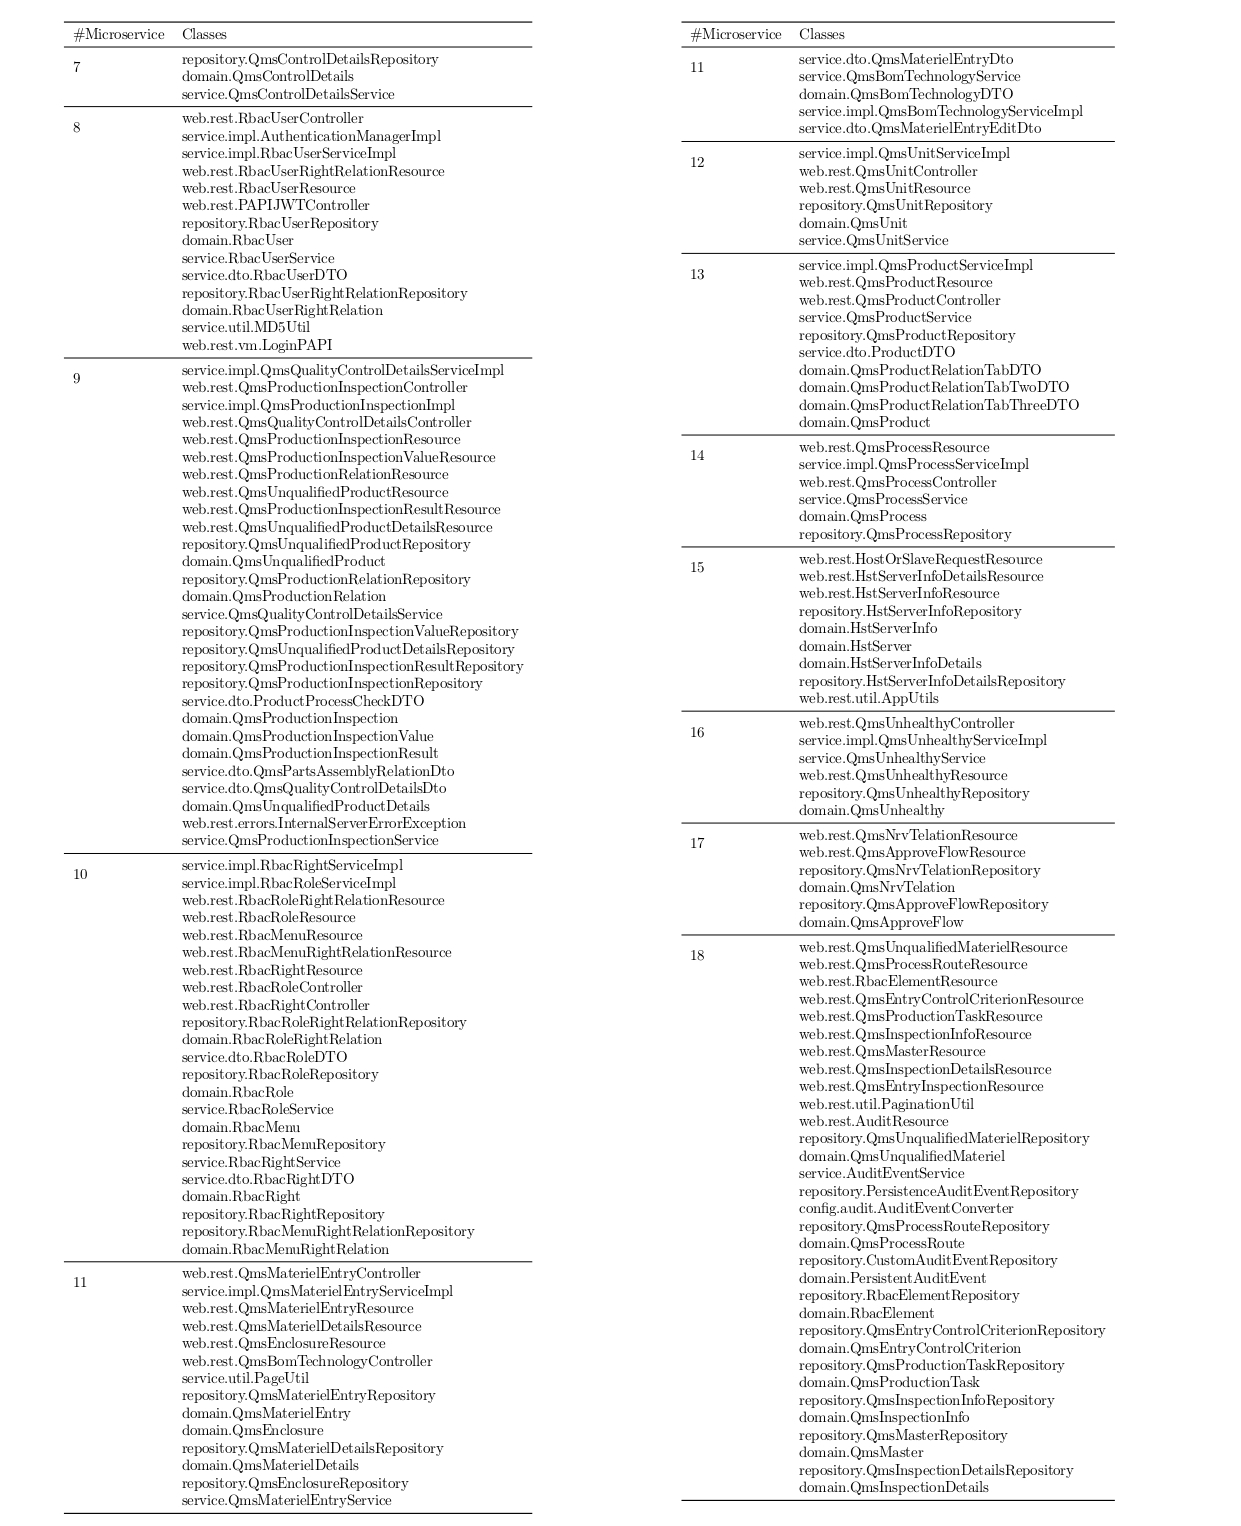 #Microservice Classes
7
repository.QmsControlDetailsRepository
domain.QmsControlDetails
service.QmsControlDetailsService
8
web.rest.RbacUserController
service.impl.AuthenticationManagerImpl
service.impl.RbacUserServiceImpl
web.rest.RbacUserRightRelationResource
web.rest.RbacUserResource
web.rest.PAPIJWTController
repository.RbacUserRepository
domain.RbacUser
service.RbacUserService
service.dto.RbacUserDTO
repository.RbacUserRightRelationRepository
domain.RbacUserRightRelation
service.util.MD5Util
web.rest.vm.LoginPAPI
9
service.impl.QmsQualityControlDetailsServiceImpl
web.rest.QmsProductionInspectionController
service.impl.QmsProductionInspectionImpl
web.rest.QmsQualityControlDetailsController
web.rest.QmsProductionInspectionResource
web.rest.QmsProductionInspectionValueResource
web.rest.QmsProductionRelationResource
web.rest.QmsUnqualifiedProductResource
web.rest.QmsProductionInspectionResultResource
web.rest.QmsUnqualifiedProductDetailsResource
repository.QmsUnqualifiedProductRepository
domain.QmsUnqualifiedProduct
repository.QmsProductionRelationRepository
domain.QmsProductionRelation
service.QmsQualityControlDetailsService
repository.QmsProductionInspectionValueRepository
repository.QmsUnqualifiedProductDetailsRepository
repository.QmsProductionInspectionResultRepository
repository.QmsProductionInspectionRepository
service.dto.ProductProcessCheckDTO
domain.QmsProductionInspection
domain.QmsProductionInspectionValue
domain.QmsProductionInspectionResult
service.dto.QmsPartsAssemblyRelationDto
service.dto.QmsQualityControlDetailsDto
domain.QmsUnqualifiedProductDetails
web.rest.errors.InternalServerErrorException
service.QmsProductionInspectionService
10
service.impl.RbacRightServiceImpl
service.impl.RbacRoleServiceImpl
web.rest.RbacRoleRightRelationResource
web.rest.RbacRoleResource
web.rest.RbacMenuResource
web.rest.RbacMenuRightRelationResource
web.rest.RbacRightResource
web.rest.RbacRoleController
web.rest.RbacRightController
repository.RbacRoleRightRelationRepository
domain.RbacRoleRightRelation
service.dto.RbacRoleDTO
repository.RbacRoleRepository
domain.RbacRole
service.RbacRoleService
domain.RbacMenu
repository.RbacMenuRepository
service.RbacRightService
service.dto.RbacRightDTO
domain.RbacRight
repository.RbacRightRepository
repository.RbacMenuRightRelationRepository
domain.RbacMenuRightRelation
11
web.rest.QmsMaterielEntryController
service.impl.QmsMaterielEntryServiceImpl
web.rest.QmsMaterielEntryResource
web.rest.QmsMaterielDetailsResource
web.rest.QmsEnclosureResource
web.rest.QmsBomTechnologyController
service.util.PageUtil
repository.QmsMaterielEntryRepository
domain.QmsMaterielEntry
domain.QmsEnclosure
repository.QmsMaterielDetailsRepository
domain.QmsMaterielDetails
repository.QmsEnclosureRepository
service.QmsMaterielEntryService
#Microservice Classes
11
service.dto.QmsMaterielEntryDto
service.QmsBomTechnologyService
domain.QmsBomTechnologyDTO
service.impl.QmsBomTechnologyServiceImpl
service.dto.QmsMaterielEntryEditDto
12
service.impl.QmsUnitServiceImpl
web.rest.QmsUnitController
web.rest.QmsUnitResource
repository.QmsUnitRepository
domain.QmsUnit
service.QmsUnitService
13
service.impl.QmsProductServiceImpl
web.rest.QmsProductResource
web.rest.QmsProductController
service.QmsProductService
repository.QmsProductRepository
service.dto.ProductDTO
domain.QmsProductRelationTabDTO
domain.QmsProductRelationTabTwoDTO
domain.QmsProductRelationTabThreeDTO
domain.QmsProduct
14
web.rest.QmsProcessResource
service.impl.QmsProcessServiceImpl
web.rest.QmsProcessController
service.QmsProcessService
domain.QmsProcess
repository.QmsProcessRepository
15
web.rest.HostOrSlaveRequestResource
web.rest.HstServerInfoDetailsResource
web.rest.HstServerInfoResource
repository.HstServerInfoRepository
domain.HstServerInfo
domain.HstServer
domain.HstServerInfoDetails
repository.HstServerInfoDetailsRepository
web.rest.util.AppUtils
16
web.rest.QmsUnhealthyController
service.impl.QmsUnhealthyServiceImpl
service.QmsUnhealthyService
web.rest.QmsUnhealthyResource
repository.QmsUnhealthyRepository
domain.QmsUnhealthy
17
web.rest.QmsNrvTelationResource
web.rest.QmsApproveFlowResource
repository.QmsNrvTelationRepository
domain.QmsNrvTelation
repository.QmsApproveFlowRepository
domain.QmsApproveFlow
18
web.rest.QmsUnqualifiedMaterielResource
web.rest.QmsProcessRouteResource
web.rest.RbacElementResource
web.rest.QmsEntryControlCriterionResource
web.rest.QmsProductionTaskResource
web.rest.QmsInspectionInfoResource
web.rest.QmsMasterResource
web.rest.QmsInspectionDetailsResource
web.rest.QmsEntryInspectionResource
web.rest.util.PaginationUtil
web.rest.AuditResource
repository.QmsUnqualifiedMaterielRepository
domain.QmsUnqualifiedMateriel
service.AuditEventService
repository.PersistenceAuditEventRepository
config.audit.AuditEventConverter
repository.QmsProcessRouteRepository
domain.QmsProcessRoute
repository.CustomAuditEventRepository
domain.PersistentAuditEvent
repository.RbacElementRepository
domain.RbacElement
repository.QmsEntryControlCriterionRepository
domain.QmsEntryControlCriterion
repository.QmsProductionTaskRepository
domain.QmsProductionTask
repository.QmsInspectionInfoRepository
domain.QmsInspectionInfo
repository.QmsMasterRepository
domain.QmsMaster
repository.QmsInspectionDetailsRepository
domain.QmsInspectionDetails